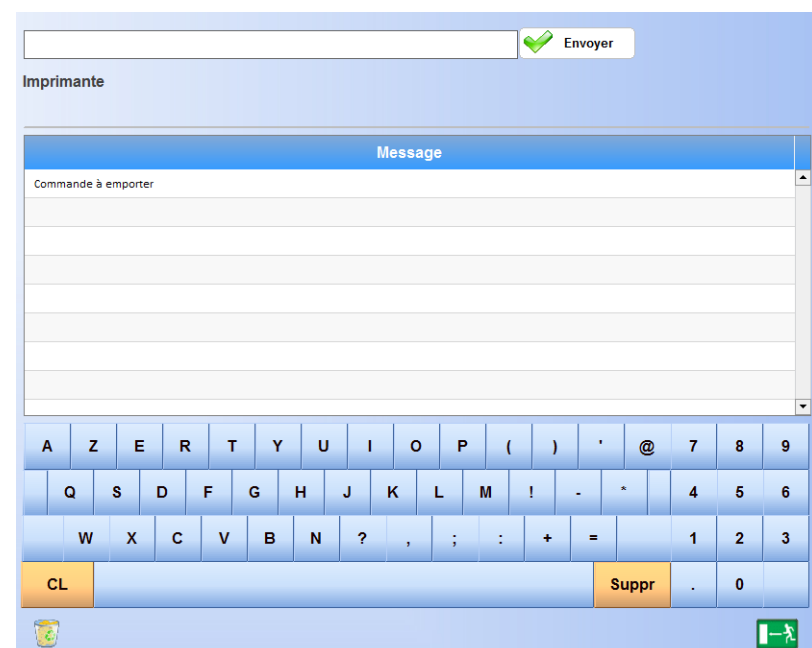 Envoyer
Imprimante
Message
Commande à emporter
A Z E R T Y U I O P ( ) ' @ 7 8 9
Q S D F G H J K L M ! - * 4 5 6
W X C V B N ? , ; : + = 1 2 3
CL Suppr . 0